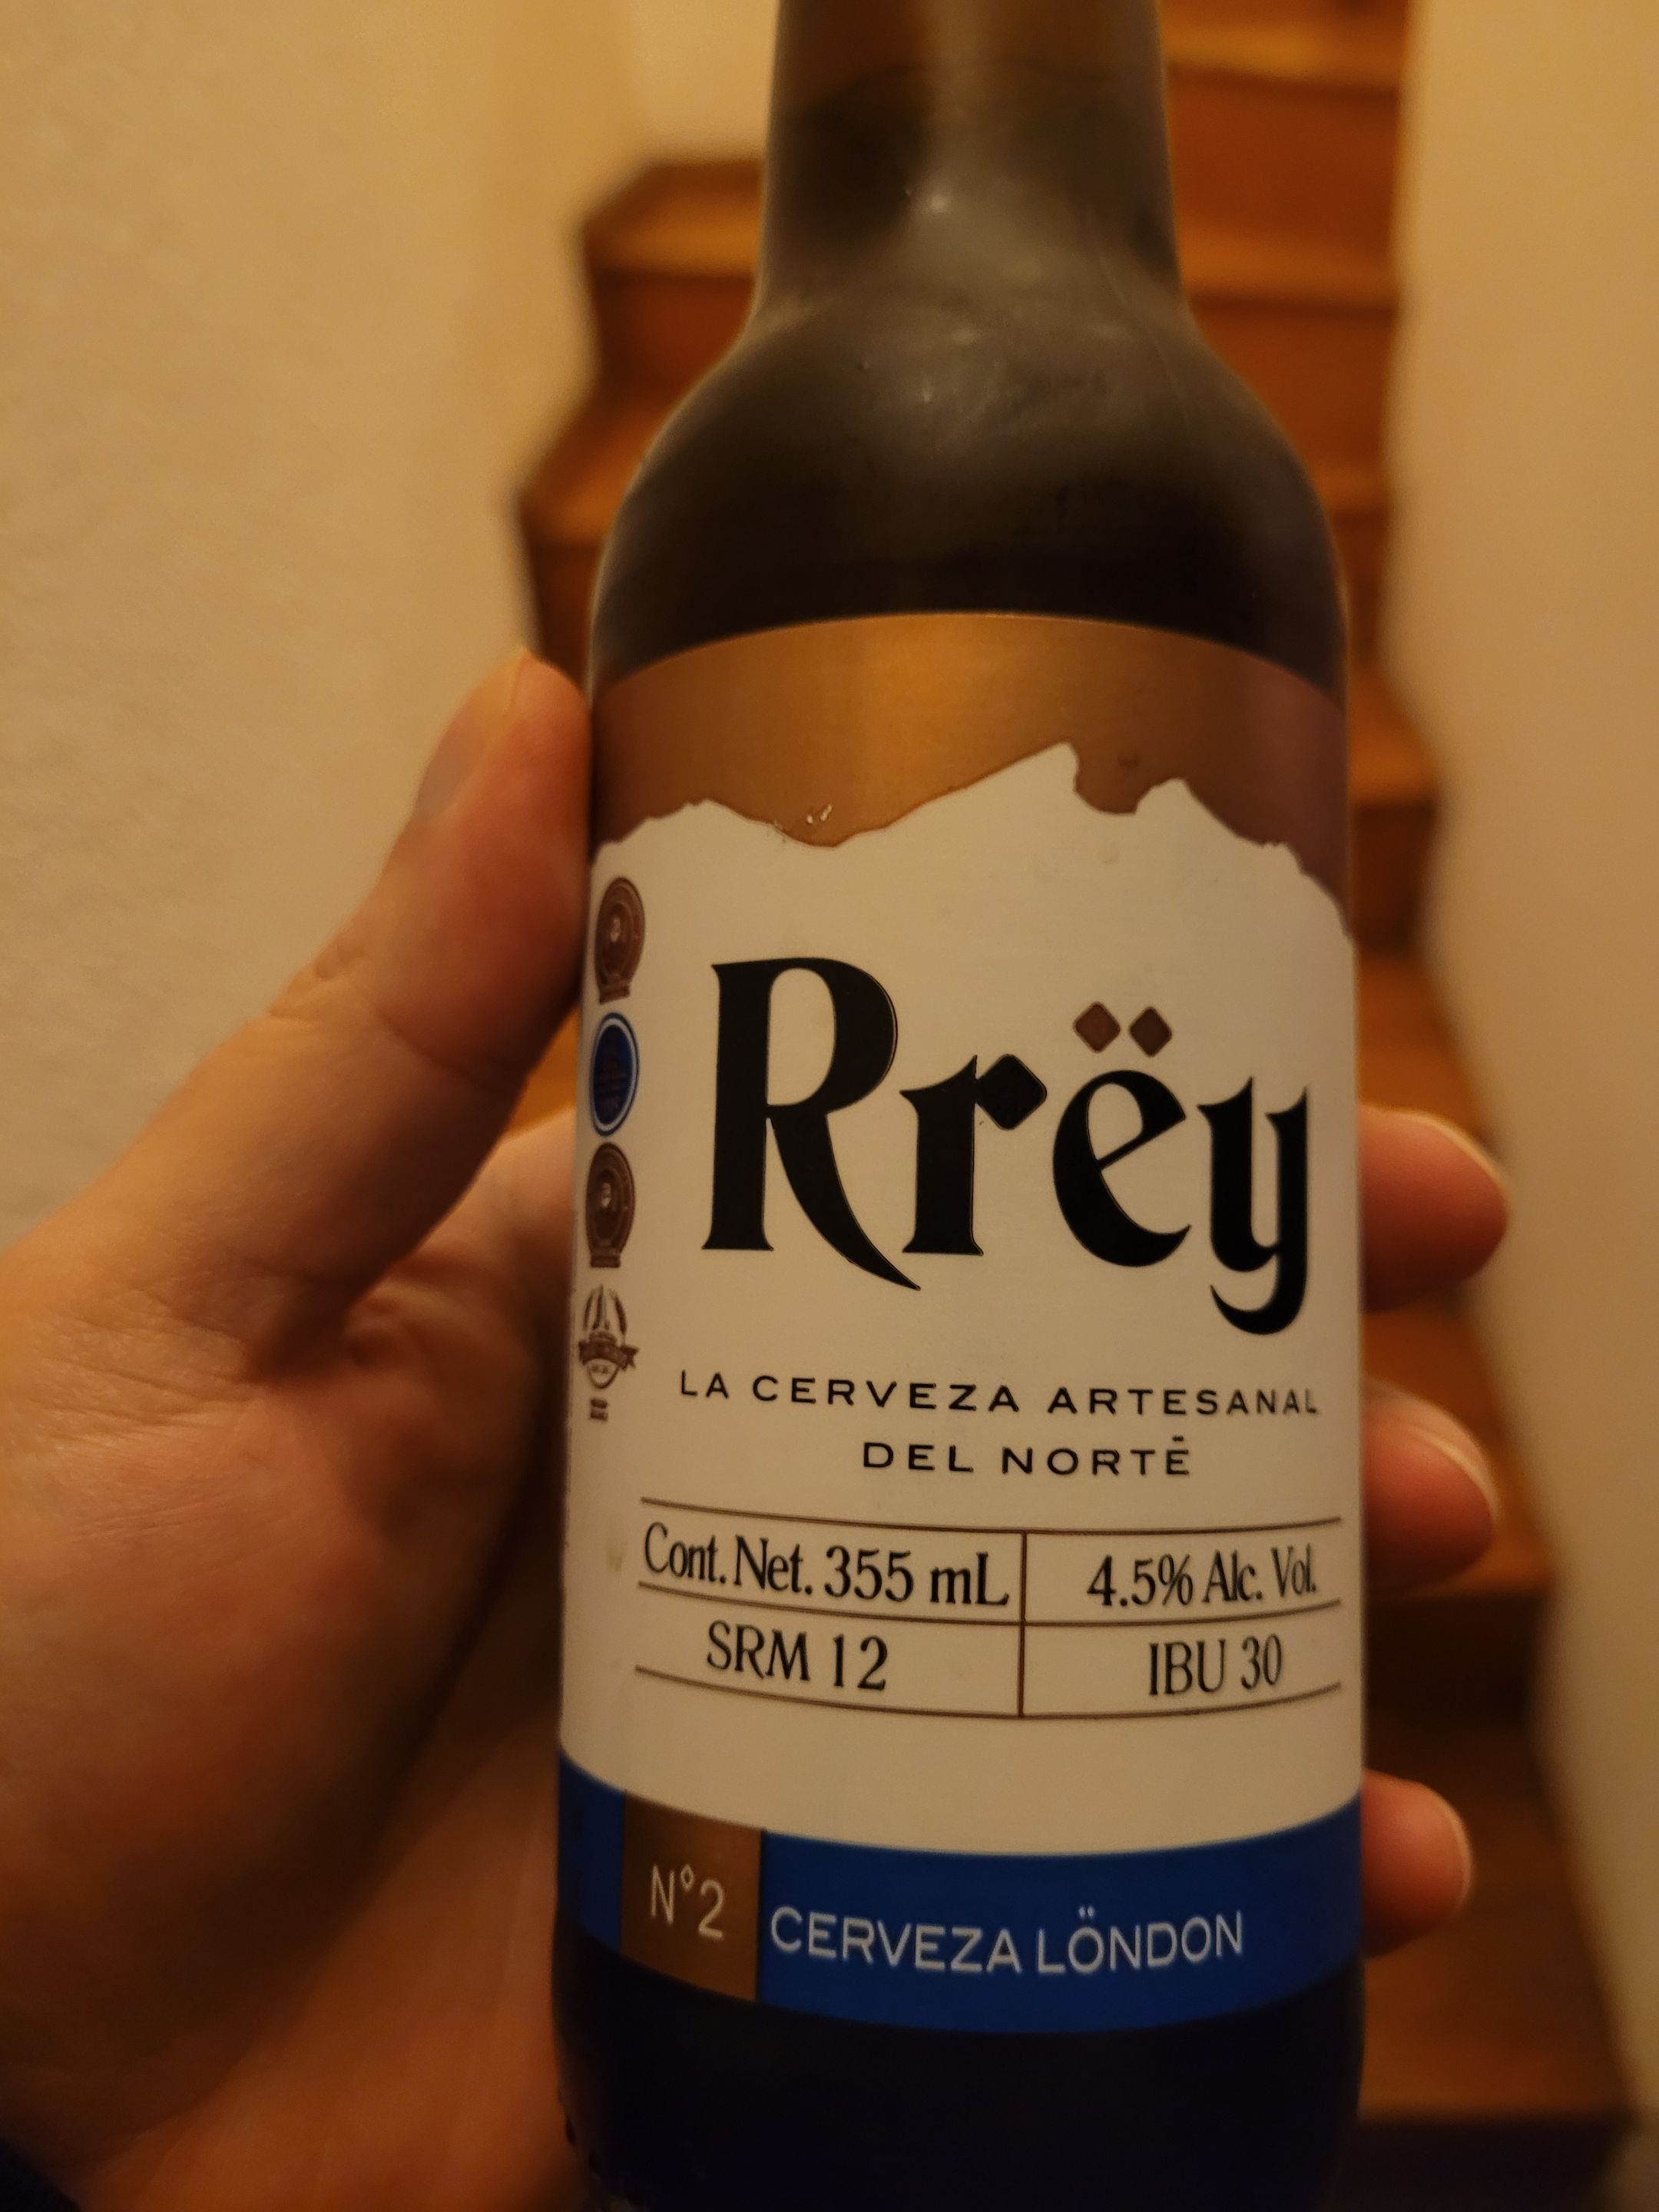 Rrëy
LA CERVEZA ARTESANAL
DEL NORTË
Cont. Net. 355 mL
4.5% Alc. Vol.
SRM 12
IBU 30
N°2
CERVEZA LÖNDON